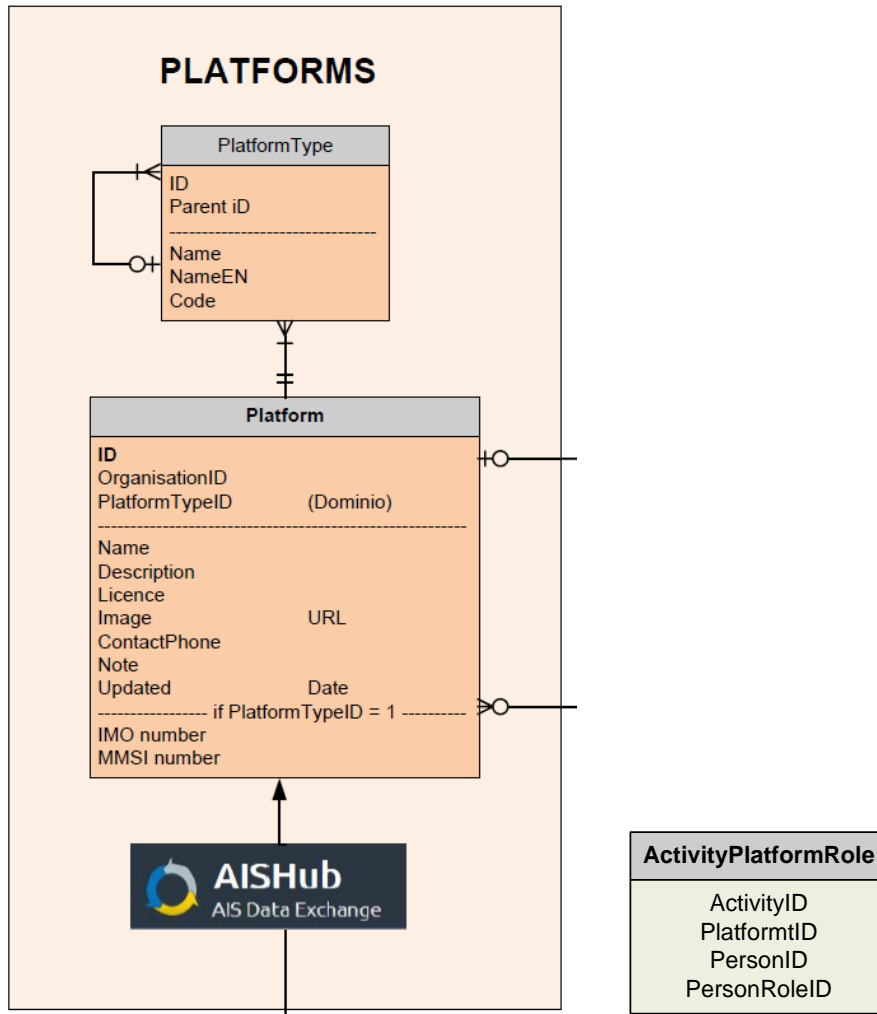 PLATFORMS
PlatformType
ID
Parent iD
--------------------------------
Name
NameEN
Code
Platform
ID
OrganisationID
PlatformTypeID (Dominio)
---------------------------------------------------------
Name
Description
Licence
Image URL
ContactPhone
Note
Updated Date
----------------- if PlatformTypeID = 1 ----------
IMO number
MMSI number
AISHub
AIS Data Exchange
ActivityPlatformRole
ActivityID
PlatformtID
PersonID
PersonRoleID